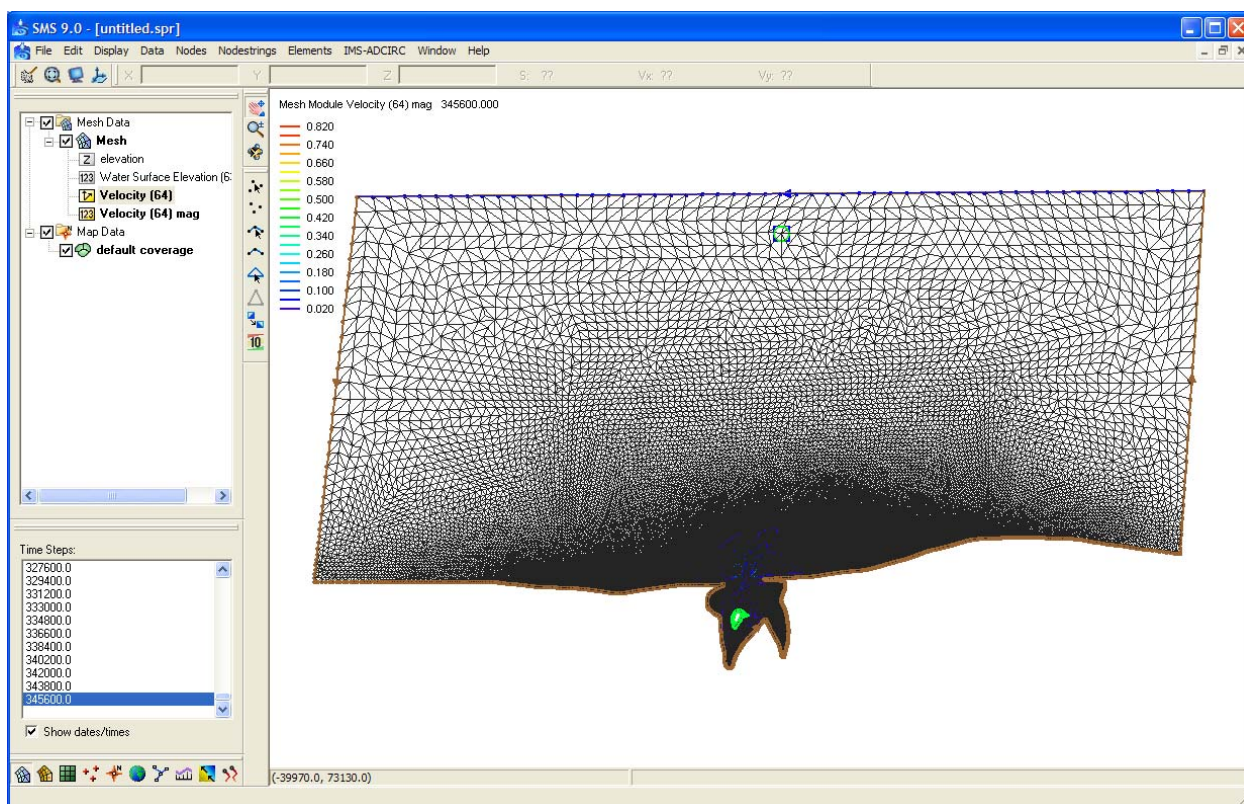 SMS 9.0 - [untitled.spr]
File Edit Display Data Nodes Nodestrings Elements IMS-ADCIRC Window Help
X Y Z S: ?? Vx: ?? Vy: ??
Mesh Data
Mesh
Z elevation
123 Water Surface Elevation (6
Velocity (64)
123 Velocity (64) mag
Map Data
default coverage
Time Steps:
327600.0
329400.0
331200.0
333000.0
334800.0
336600.0
338400.0
340200.0
342000.0
343800.0
345600.0
Show dates/times
10
Mesh Module Velocity (64) mag 345600.000
0.820
0.740
0.660
0.580
0.500
0.420
0.340
0.260
0.180
0.100
0.020
(-39970.0, 73130.0)